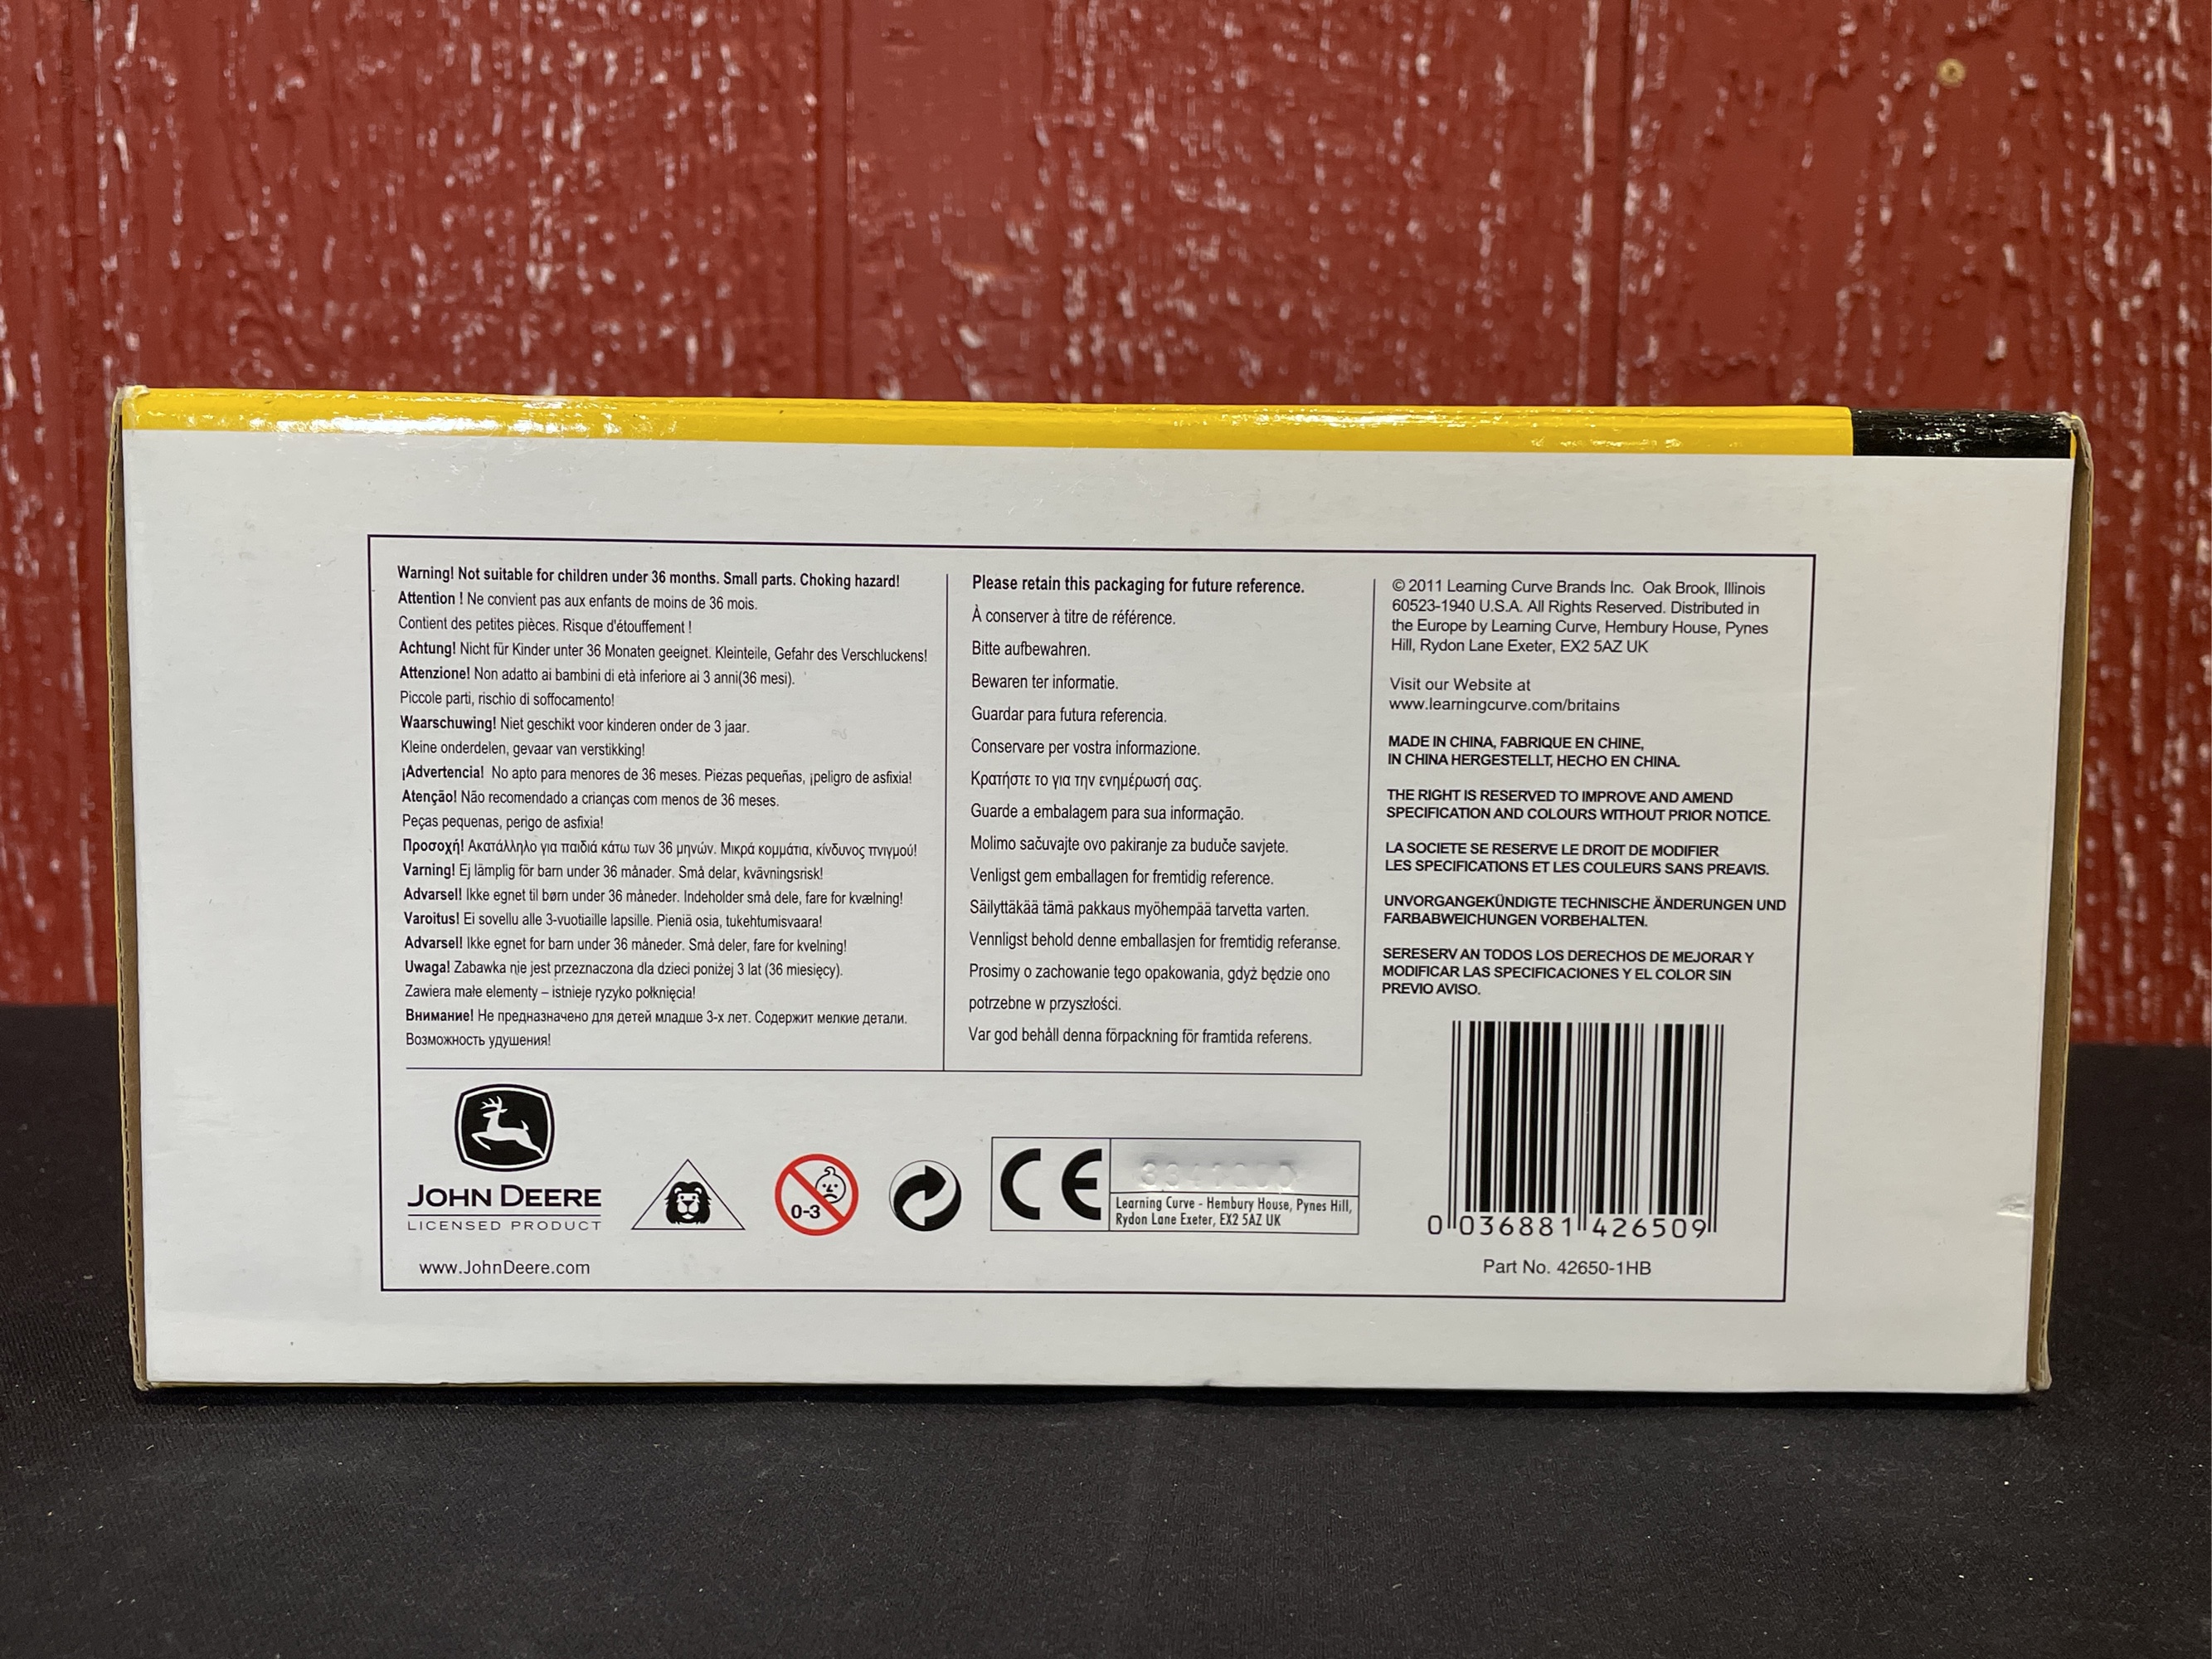 Warning! Not suitable for children under 36 months. Small parts. Choking hazard!
Attention ! Ne convient pas aux enfants de moins de 36 mois.
Contient des petites pièces. Risque d'étouffement !
Achtung! Nicht für Kinder unter 36 Monaten geeignet. Kleinteile, Gefahr des Verschluckens!
Attenzione! Non adatto ai bambini di età inferiore ai 3 anni(36 mesi).
Piccole parti, rischio di soffocamento!
Waarschuwing! Niet geschikt voor kinderen onder de 3 jaar.
Kleine onderdelen, gevaar van verstikking!
¡Advertencia! No apto para menores de 36 meses. Piezas pequeñas, ¡peligro de asfixia!
Atenção! Não recomendado a crianças com menos de 36 meses.
Peças pequenas, perigo de asfixia!
Προσοχή! Ακατάλληλο για παιδιά κάτω των 36 μηνών. Μικρά κομμάτια, κίνδυνος πνιγμού!
Varning! Ej lämplig för barn under 36 månader. Små delar, kvävningsrisk!
Advarsel! Ikke egnet til børn under 36 måneder. Indeholder små dele, fare for kvælning!
Varoitus! Ei sovellu alle 3-vuotiaille lapsille. Pieniä osia, tukehtumisvaara!
Advarsel! Ikke egnet for barn under 36 måneder. Små deler, fare for kvelning!
Uwaga! Zabawka nie jest przeznaczona dla dzieci poniżej 3 lat (36 miesięcy).
Zawiera małe elementy – istnieje ryzyko połknięcia!
Внимание! Не предназначено для детей младше 3-х лет. Содержит мелкие детали.
Возможность удушения!
Please retain this packaging for future reference.
À conserver à titre de référence.
Bitte aufbewahren.
Bewaren ter informatie.
Guardar para futura referencia.
Conservare per vostra informazione.
Κρατήστε το για την ενημέρωσή σας.
Guarde a embalagem para sua informação.
Molimo sačuvajte ovo pakiranje za buduče savjete.
Venligst gem emballagen for fremtidig reference.
Säilyttäkää tämä pakkaus myöhempää tarvetta varten.
Vennligst behold denne emballasjen for fremtidig referanse.
Prosimy o zachowanie tego opakowania, gdyż będzie ono
potrzebne w przyszłości.
Var god behåll denna förpackning för framtida referens.
© 2011 Learning Curve Brands Inc. Oak Brook, Illinois
60523-1940 U.S.A. All Rights Reserved. Distributed in
the Europe by Learning Curve, Hembury House, Pynes
Hill, Rydon Lane Exeter, EX2 5AZ UK
Visit our Website at
www.learningcurve.com/britains
MADE IN CHINA, FABRIQUE EN CHINE,
IN CHINA HERGESTELLT, HECHO EN CHINA.
THE RIGHT IS RESERVED TO IMPROVE AND AMEND
SPECIFICATION AND COLOURS WITHOUT PRIOR NOTICE.
LA SOCIETE SE RESERVE LE DROIT DE MODIFIER
LES SPECIFICATIONS ET LES COULEURS SANS PREAVIS.
UNVORGANGEKÜNDIGTE TECHNISCHE ÄNDERUNGEN UND
FARBABWEICHUNGEN VORBEHALTEN.
SERESERV AN TODOS LOS DERECHOS DE MEJORAR Y
MODIFICAR LAS SPECIFICACIONES Y EL COLOR SIN
PREVIO AVISO.
JOHN DEERE
LICENSED PRODUCT
www.JohnDeere.com
0-3
CE
Learning Curve - Hembury House, Pynes Hill,
Rydon Lane Exeter, EX2 5AZ UK
0 036881 426509
Part No. 42650-1HB